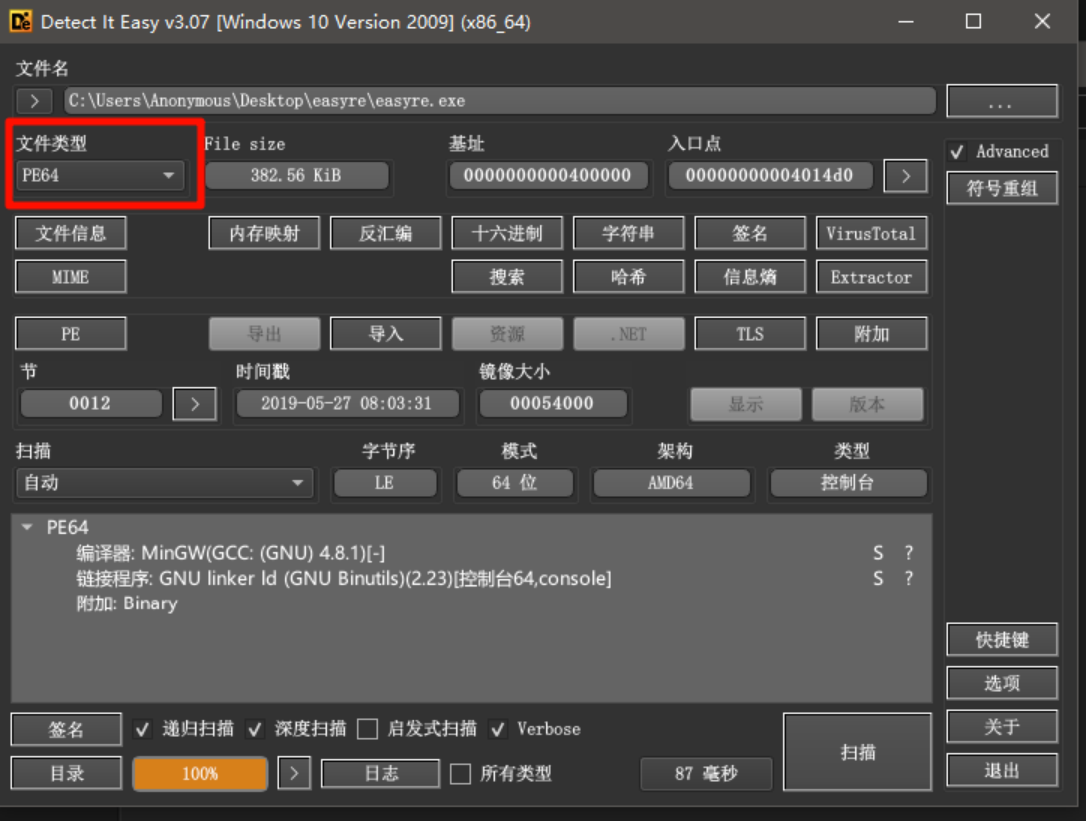 Detect It Easy v3.07 [Windows 10 Version 2009] (x86_64)
文件名
> C:\Users\Anonymous\Desktop\easyre\easyre.exe ...
文件类型 File size 基址 入口点 Advanced
PE64 382.56 KiB 0000000000400000 00000000004014d0 > 符号重组
文件信息 内存映射 反汇编 十六进制 字符串 签名 VirusTotal
MIME 搜索 哈希 信息熵 Extractor
PE 导出 导入 资源 .NET TLS 附加
节 时间戳 镜像大小
0012 > 2019-05-27 08:03:31 00054000 显示 版本
扫描 字节序 模式 架构 类型
自动 LE 64 位 AMD64 控制台
PE64
编译器: MinGW(GCC: (GNU) 4.8.1)[-] S ?
链接程序: GNU linker ld (GNU Binutils)(2.23)[控制台64,console] S ?
附加: Binary
快捷键
选项
签名 递归扫描 深度扫描 启发式扫描 Verbose 扫描 关于
目录 100% > 日志 所有类型 87 毫秒 退出